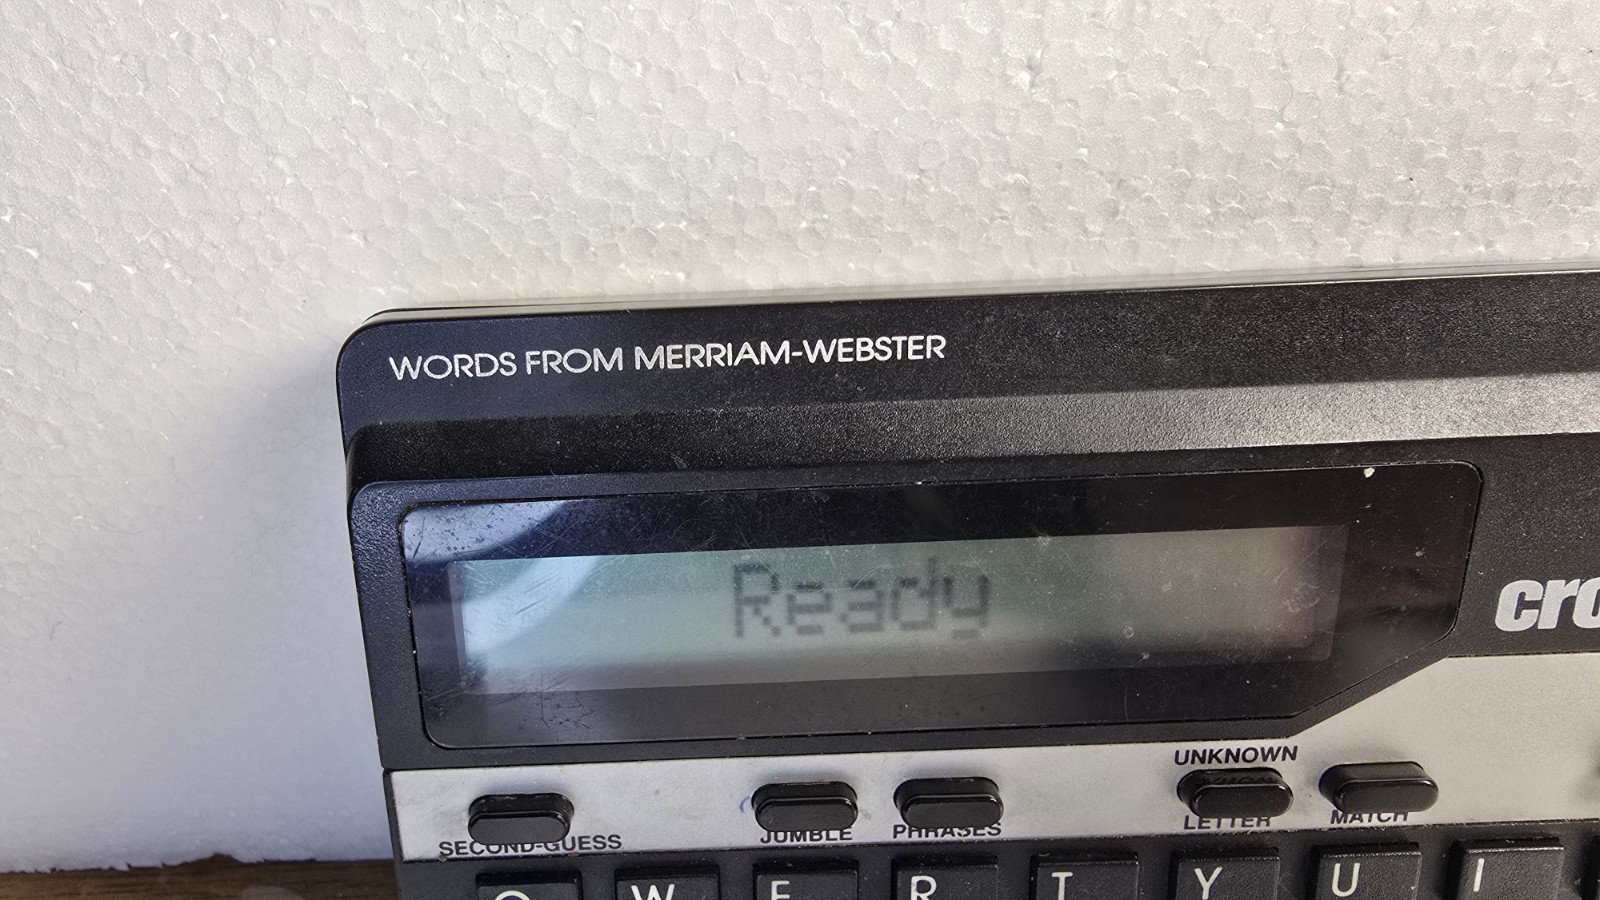 WORDS FROM MERRIAM-WEBSTER
Ready
cro
UNKNOWN
SECOND-GUESS JUMBLE PHRASES LETTER MATCH
Q W E R T Y U I